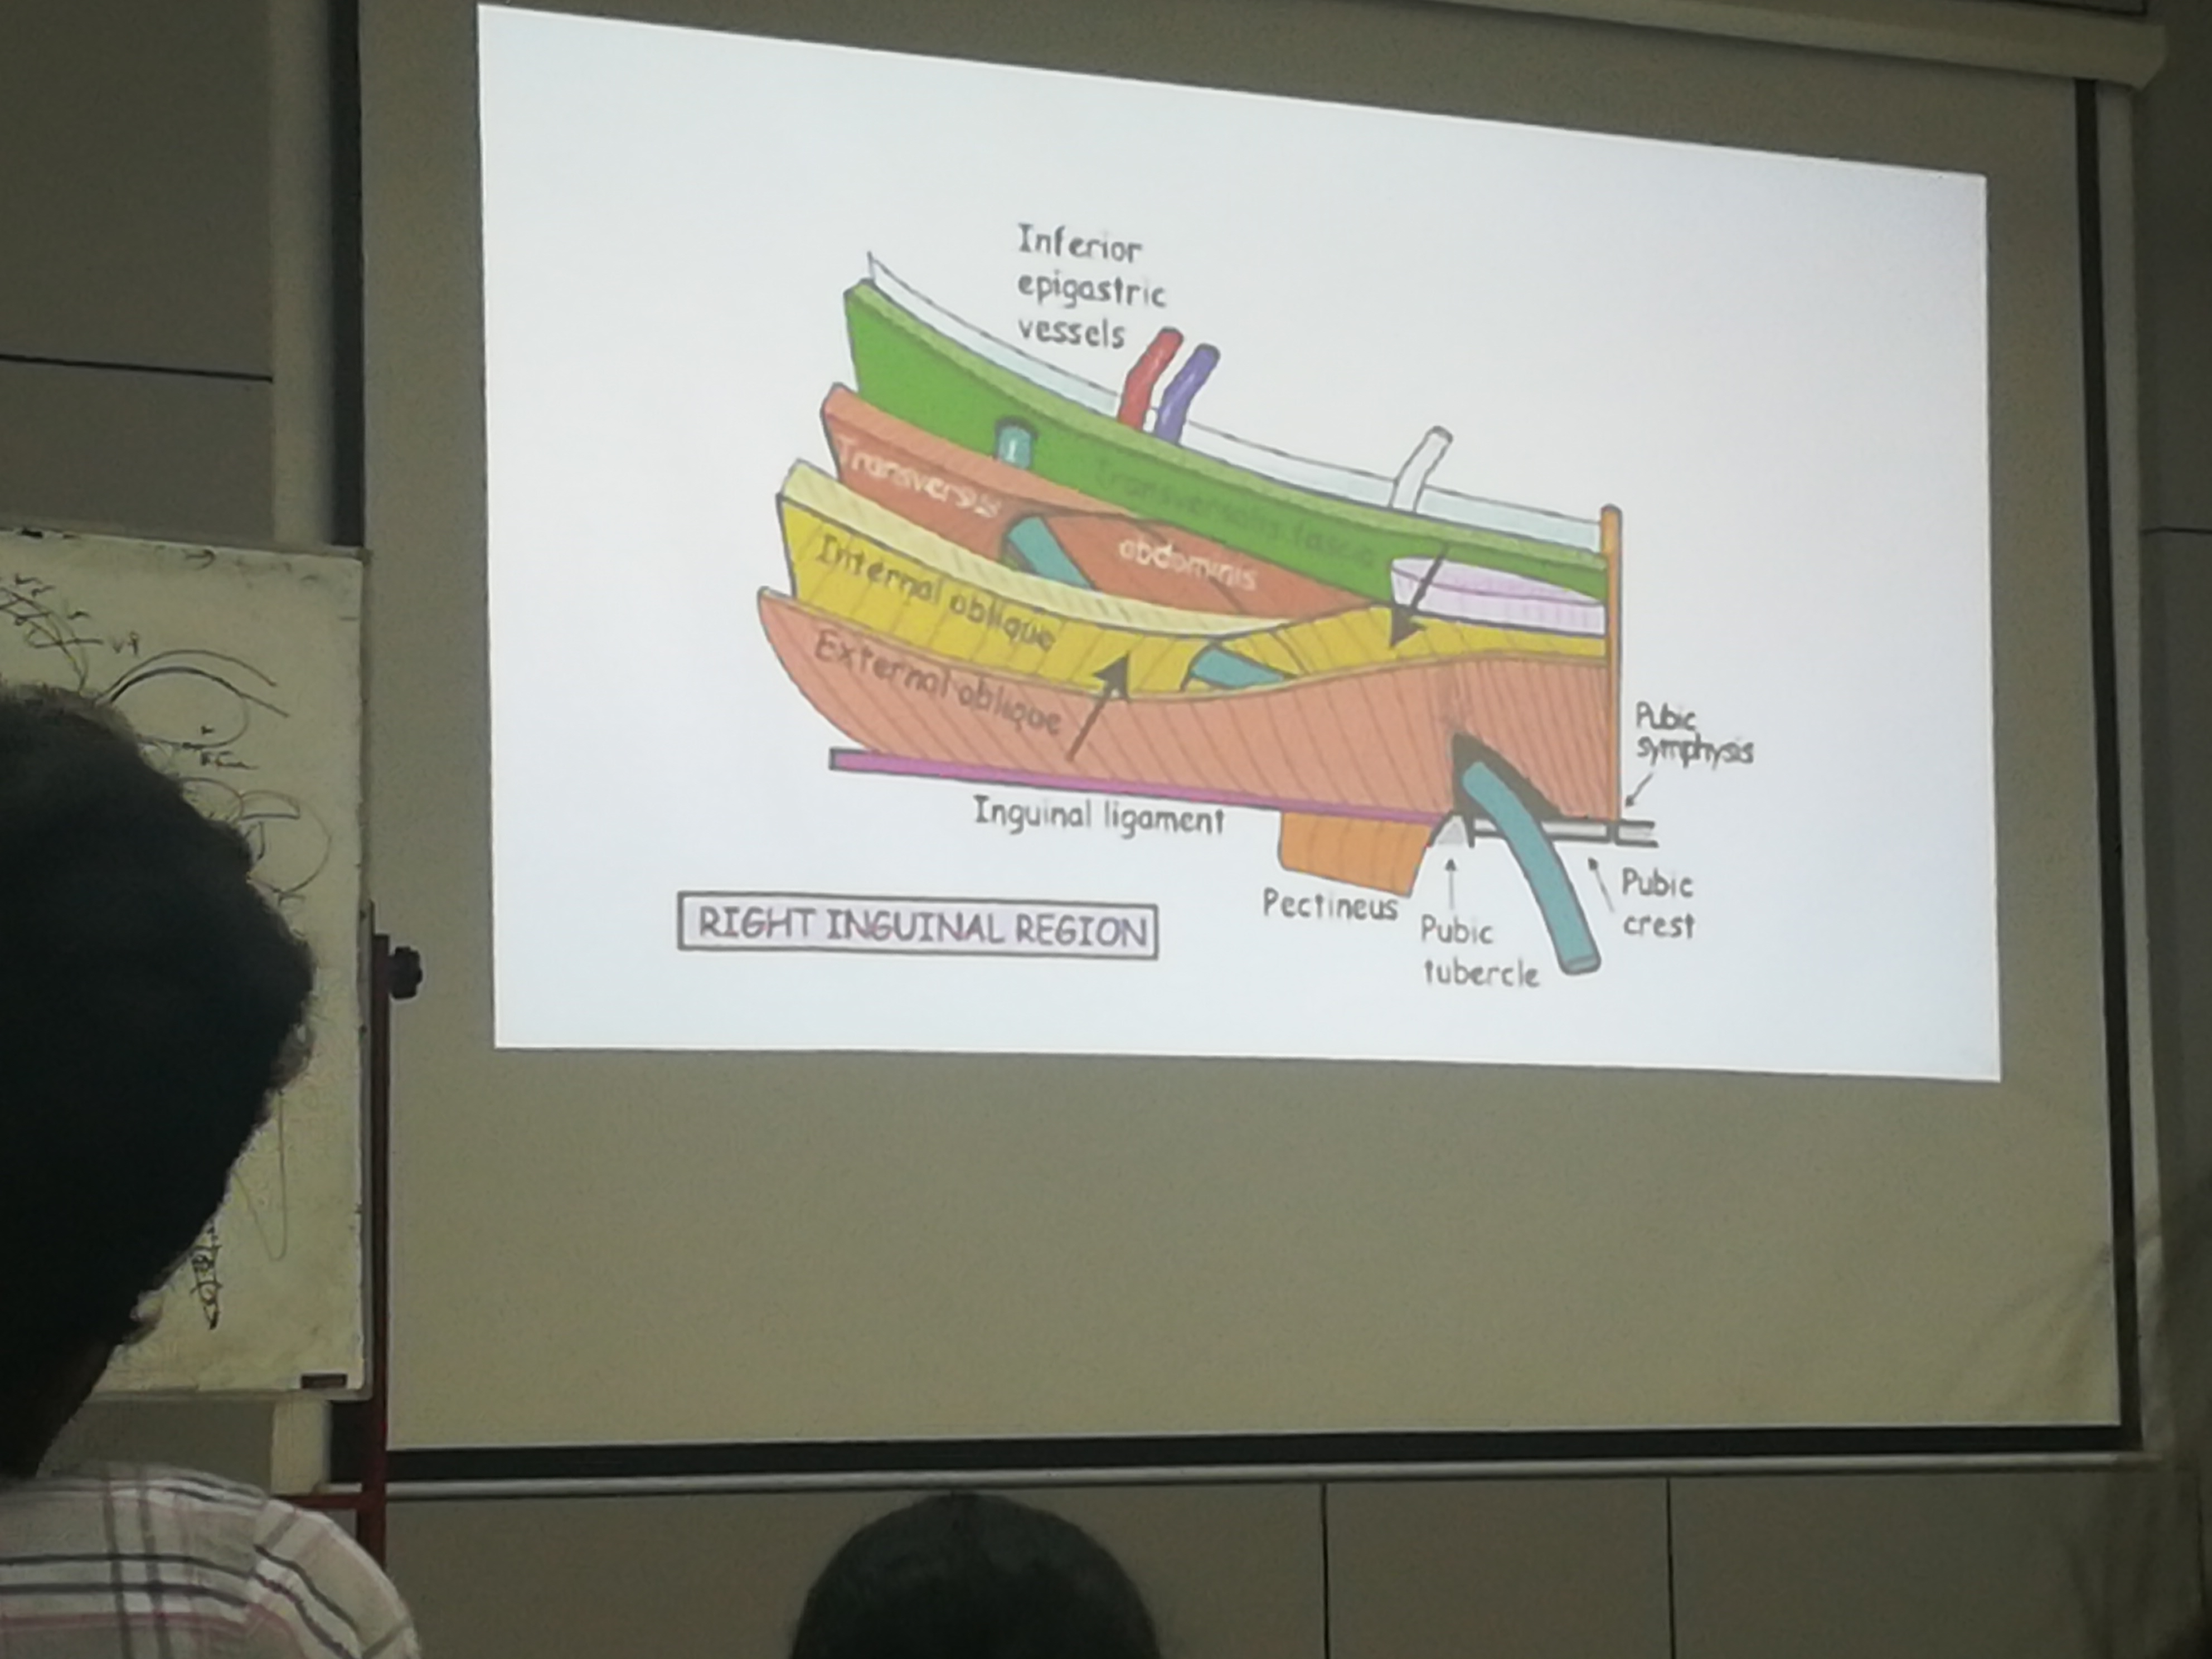 Inferior
epigastric
vessels
Transversalis fascia
Transversus
abdominis
Internal oblique
External oblique
Inguinal ligament
Pectineus
Pubic
tubercle
Pubic
symphysis
Pubic
crest
RIGHT INGUINAL REGION